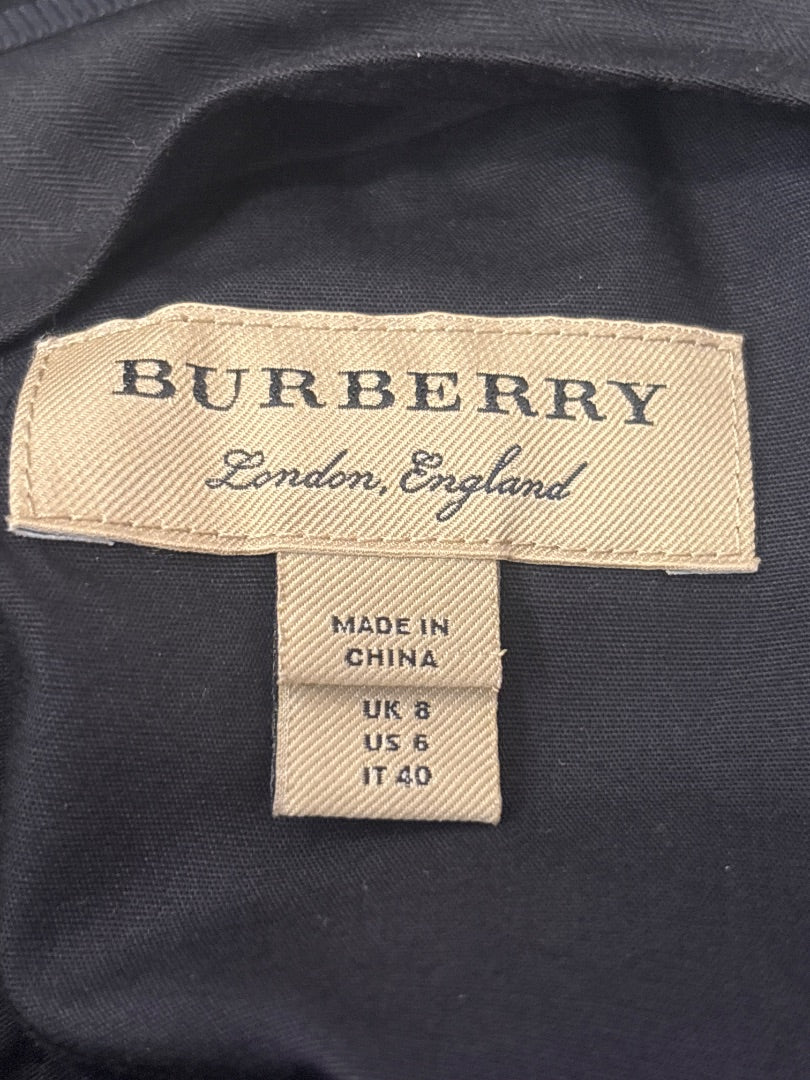 BURBERRY
London, England
MADE IN
CHINA
UK 8
US 6
IT 40